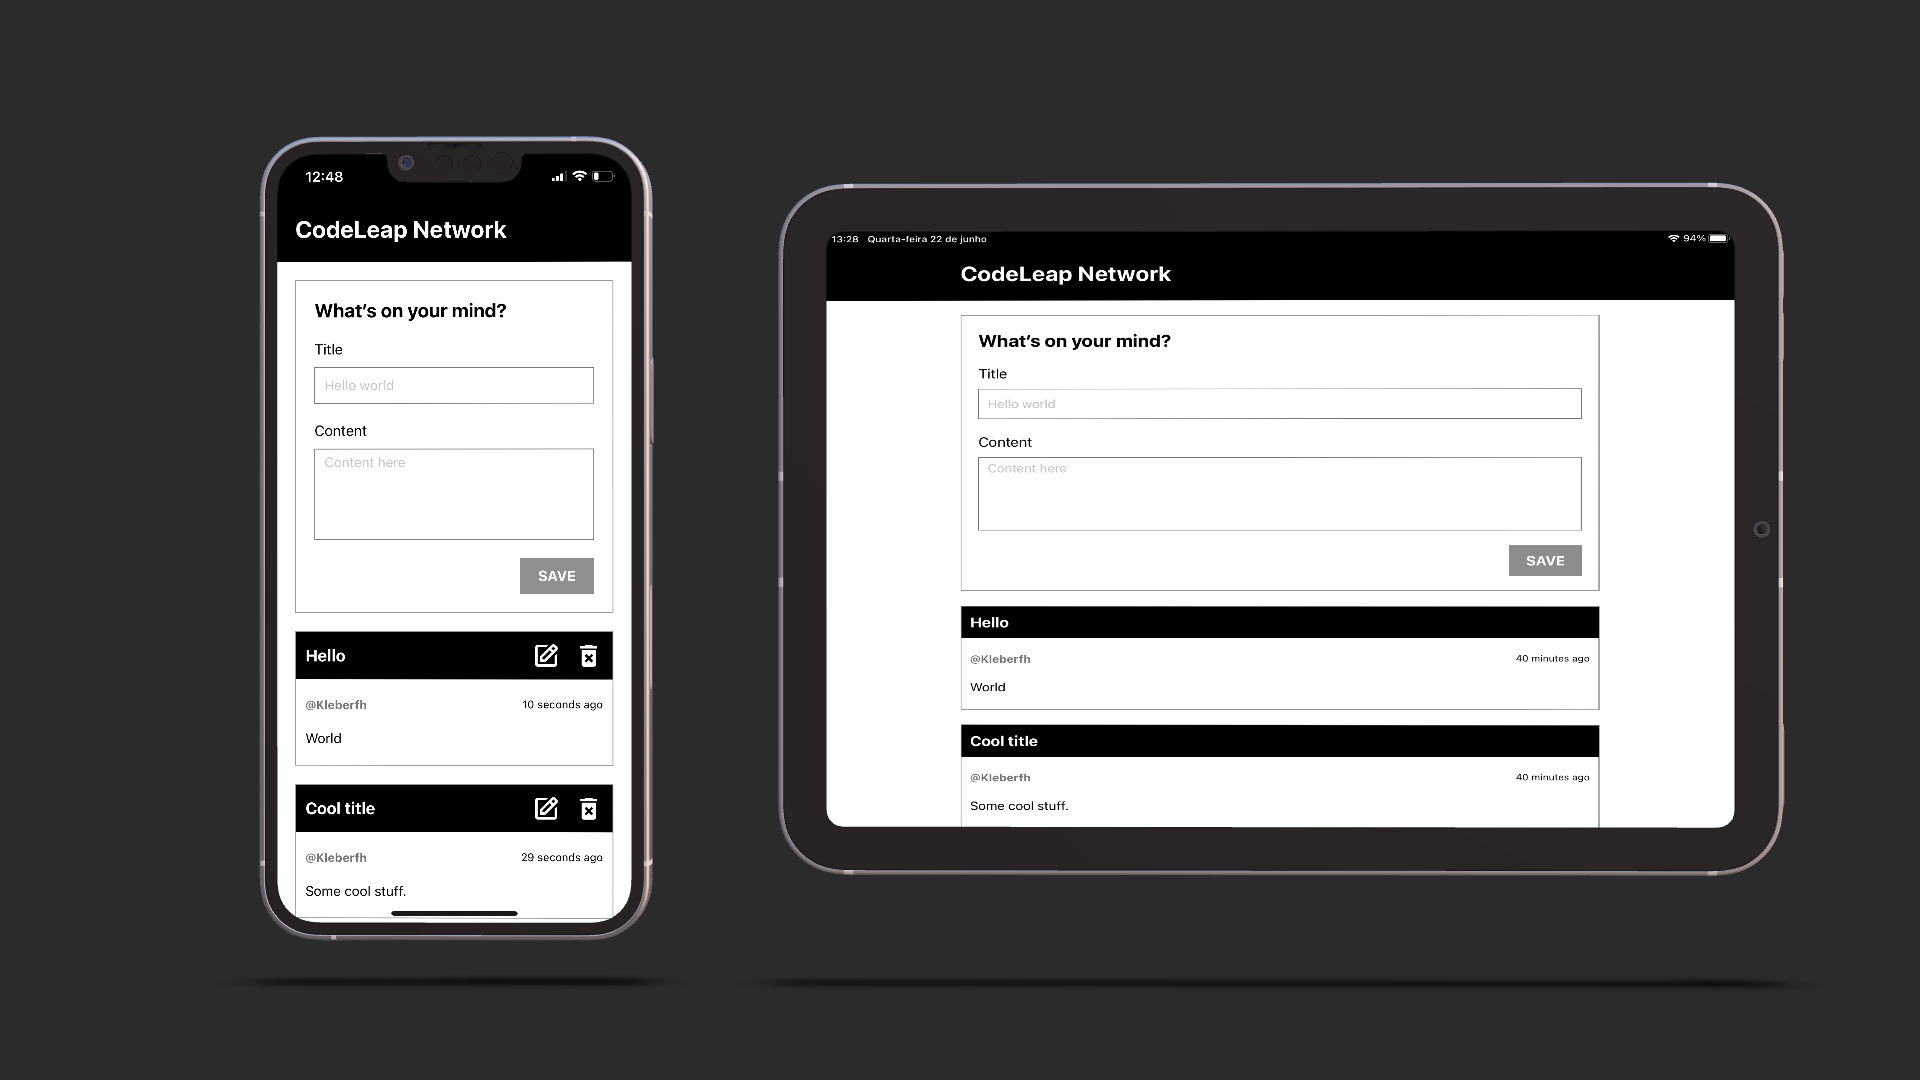 12:48
CodeLeap Network
What's on your mind?
Title
Hello world
Content
Content here
SAVE
Hello
@Kleberfh 10 seconds ago
World
Cool title
@Kleberfh 29 seconds ago
Some cool stuff.
13:28 Quarta-feira 22 de junho 94%
CodeLeap Network
What's on your mind?
Title
Hello world
Content
Content here
SAVE
Hello
@Kleberfh 40 minutes ago
World
Cool title
@Kleberfh 40 minutes ago
Some cool stuff.